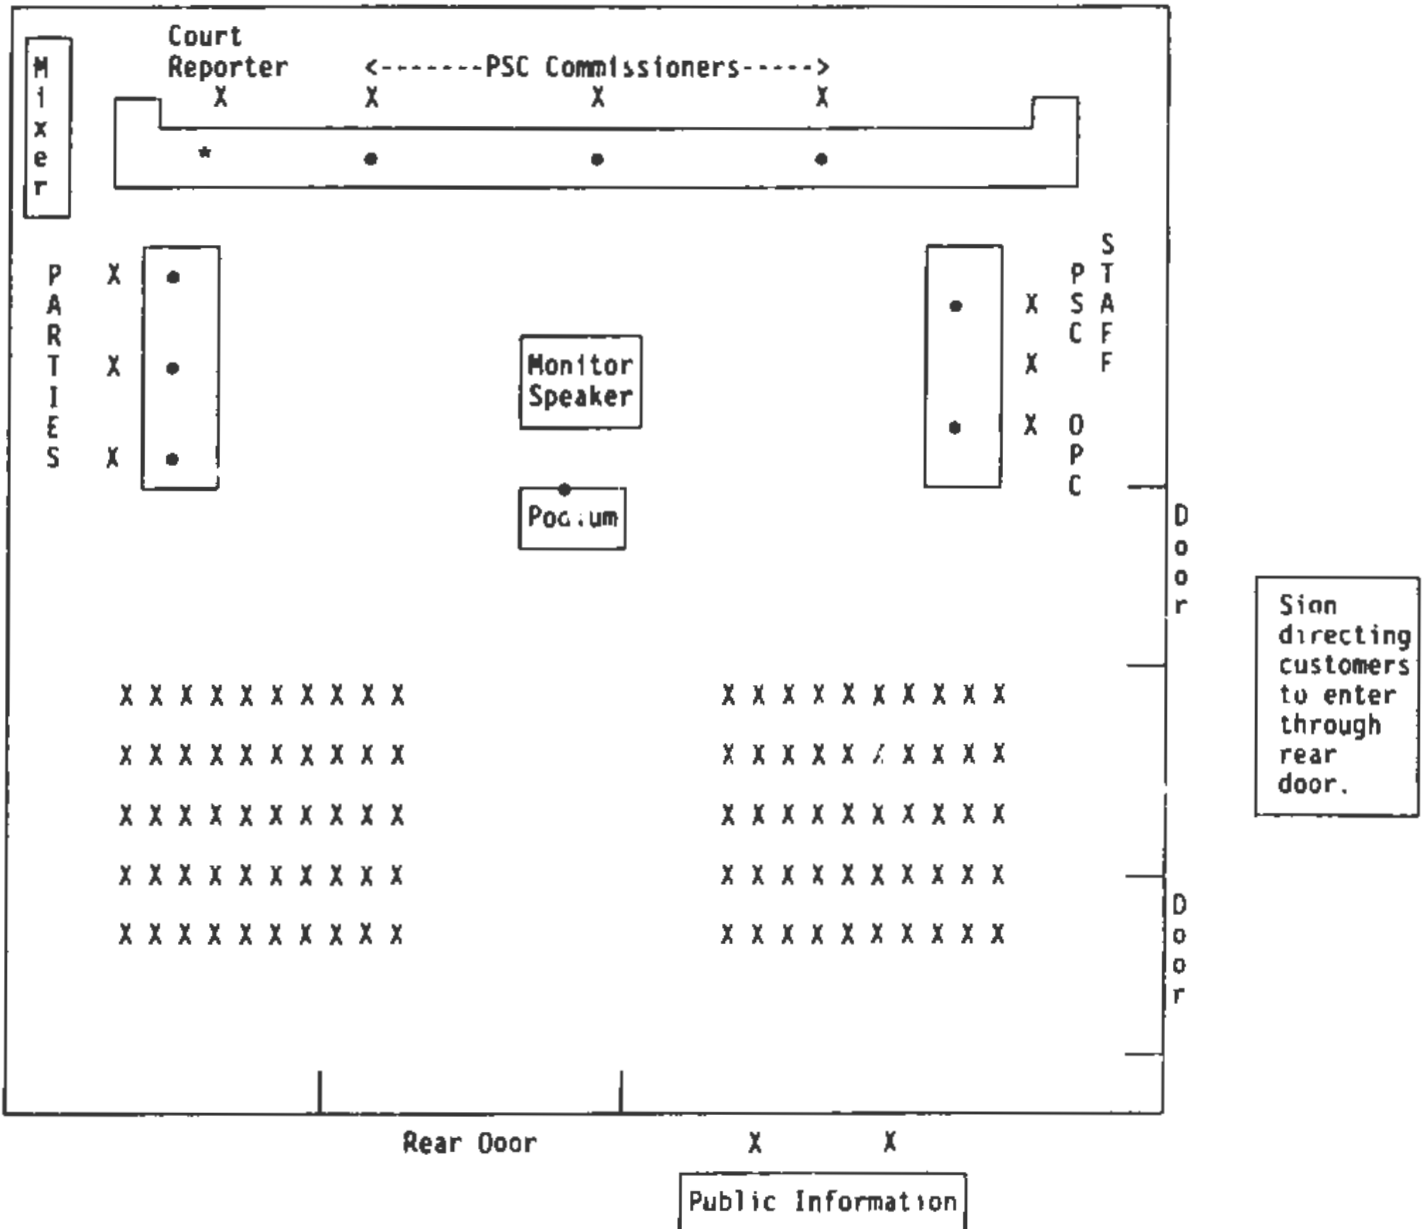 Court
Reporter <-------PSC Commissioners----->
X X X X
Mixer
*
PARTIES
X
X
X
PSC STAFF
X
X
X OPC
Monitor
Speaker
Podium
Door
Sign
directing
customers
to enter
through
rear
door.
X X X X X X X X X X X X X X X X X X X X
X X X X X X X X X X X X X X X X X X X X
X X X X X X X X X X X X X X X X X X X X
X X X X X X X X X X X X X X X X X X X X
X X X X X X X X X X X X X X X X X X X X
Door
Rear Door X X
Public Information